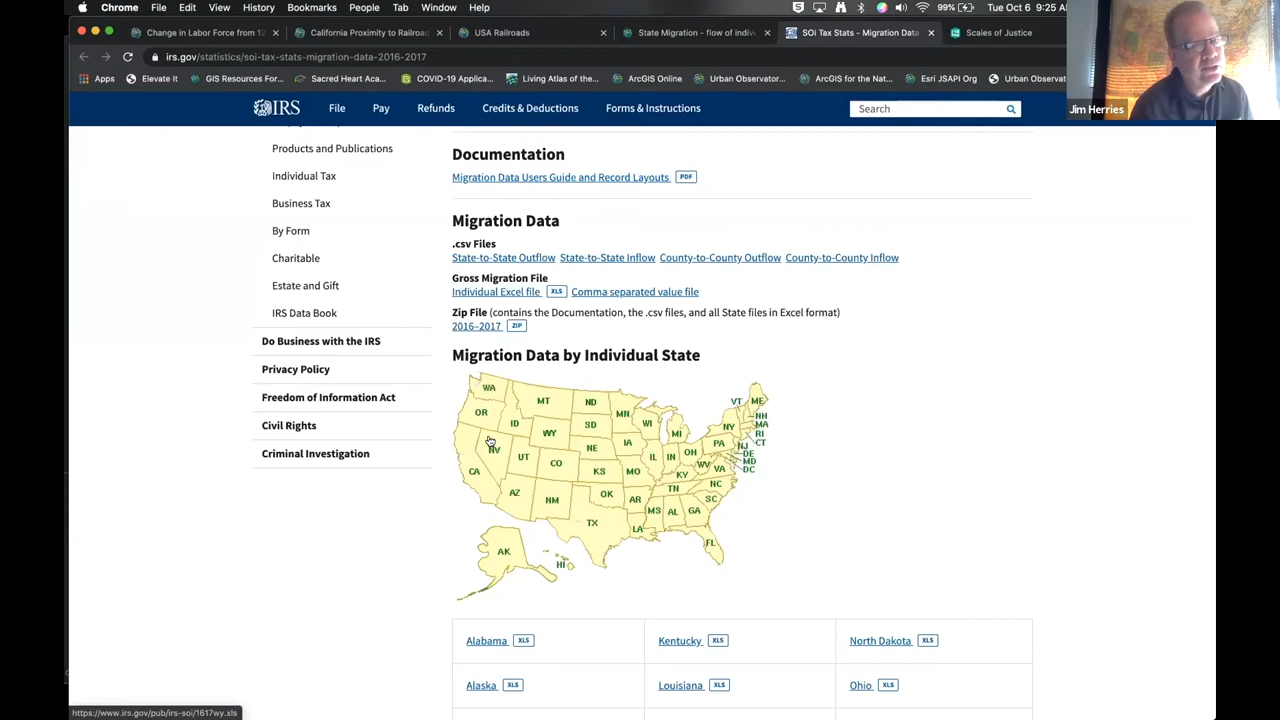 Chrome File Edit View History Bookmarks People Tab Window Help 99% Tue Oct 6 9:25 AM
Change in Labor Force from 12 California Proximity to Railroad USA Railroads State Migration - flow of indivi SOI Tax Stats - Migration Data Scales of Justice
irs.gov/statistics/soi-tax-stats-migration-data-2016-2017
Apps Elevate It GIS Resources For... Sacred Heart Aca... COVID-19 Applica... Living Atlas of the... ArcGIS Online Urban Observator... ArcGIS for the Nat... Esri JSAPI Org Urban Observat
Jim Herries
IRS File Pay Refunds Credits & Deductions Forms & Instructions Search
Products and Publications
Individual Tax
Business Tax
By Form
Charitable
Estate and Gift
IRS Data Book
Do Business with the IRS
Privacy Policy
Freedom of Information Act
Civil Rights
Criminal Investigation
Documentation
Migration Data Users Guide and Record Layouts PDF
Migration Data
.csv Files
State-to-State Outflow State-to-State Inflow County-to-County Outflow County-to-County Inflow
Gross Migration File
Individual Excel file XLS Comma separated value file
Zip File (contains the Documentation, the .csv files, and all State files in Excel format)
2016–2017 ZIP
Migration Data by Individual State
WA MT ND MN VT ME
OR ID SD WI NH
WY MI NY MA
RI
CT
NV UT NE IA PA NJ
CA CO KS MO IL IN OH WV VA DE
MD
DC
KY
AZ NM OK AR TN NC
SC
TX LA MS AL GA
FL
AK HI
Alabama XLS Kentucky XLS North Dakota XLS
Alaska XLS Louisiana XLS Ohio XLS
https://www.irs.gov/pub/irs-soi/1617wy.xls